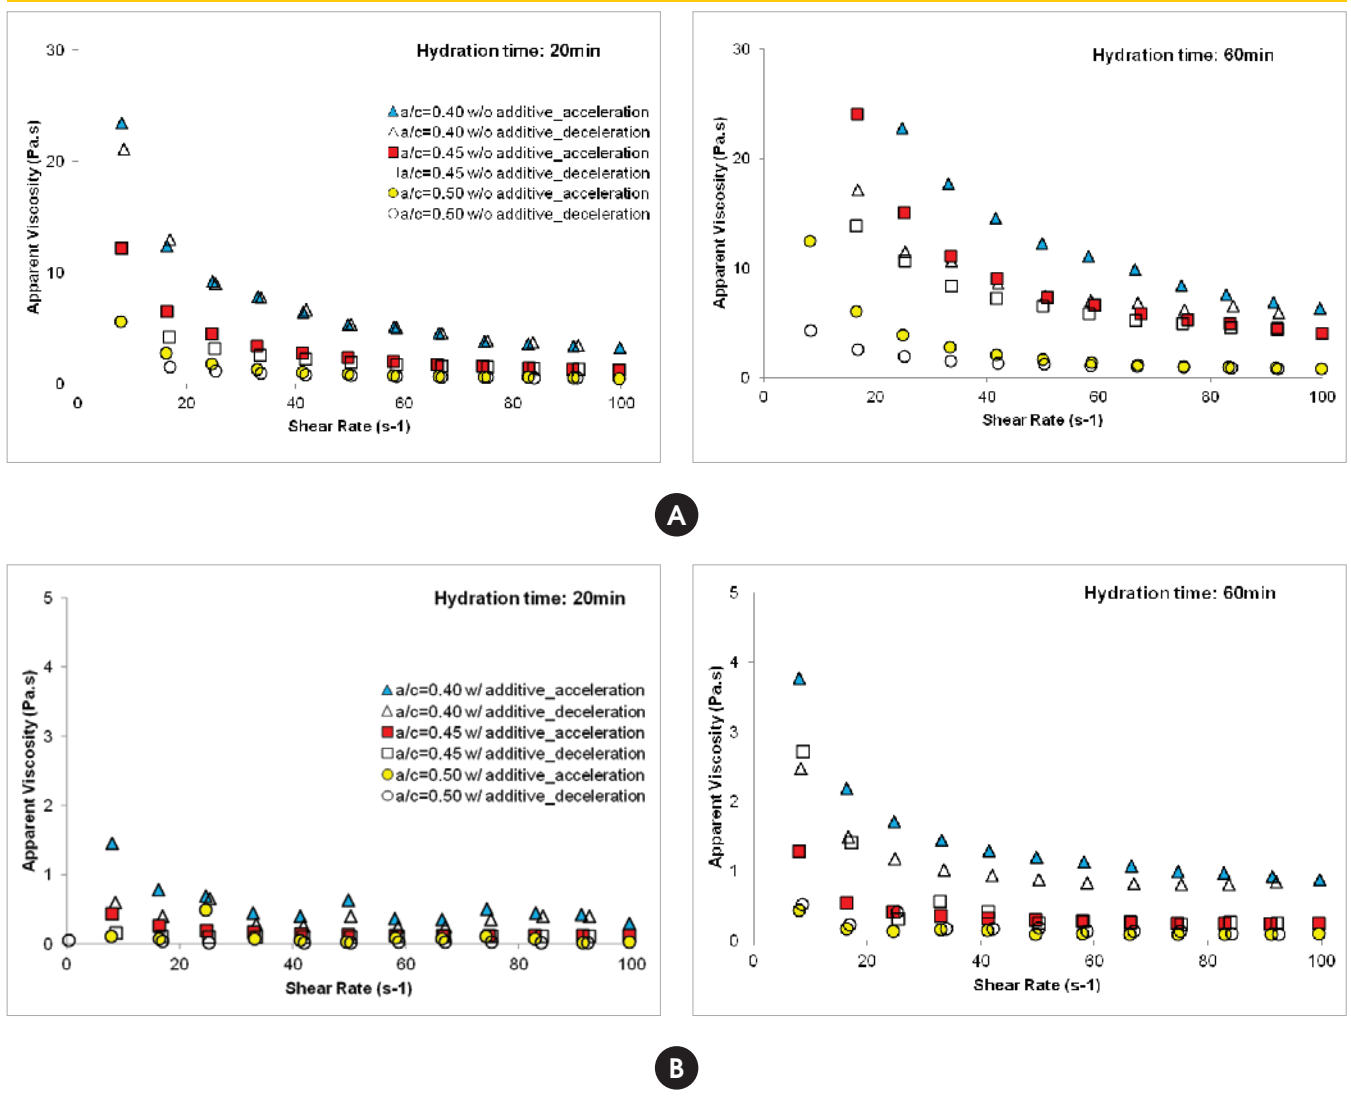 Hydration time: 20min
30
20
10
0
Apparent Viscosity (Pa.s)
a/c=0.40 w/o additive_acceleration
a/c=0.40 w/o additive_deceleration
a/c=0.45 w/o additive_acceleration
a/c=0.45 w/o additive_deceleration
a/c=0.50 w/o additive_acceleration
a/c=0.50 w/o additive_deceleration
0 20 40 60 80 100
Shear Rate (s-1)
Hydration time: 60min
30
20
10
0
Apparent Viscosity (Pa.s)
0 20 40 60 80 100
Shear Rate (s-1)
A
Hydration time: 20min
5
4
3
2
1
0
Apparent Viscosity (Pa.s)
a/c=0.40 w/ additive_acceleration
a/c=0.40 w/ additive_deceleration
a/c=0.45 w/ additive_acceleration
a/c=0.45 w/ additive_deceleration
a/c=0.50 w/ additive_acceleration
a/c=0.50 w/ additive_deceleration
0 20 40 60 80 100
Shear Rate (s-1)
Hydration time: 60min
5
4
3
2
1
0
Apparent Viscosity (Pa.s)
0 20 40 60 80 100
Shear Rate (s-1)
B